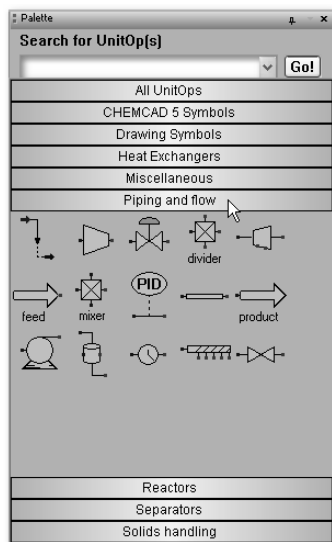 Palette
Search for UnitOp(s)
Go!
All UnitOps
CHEMCAD 5 Symbols
Drawing Symbols
Heat Exchangers
Miscellaneous
Piping and flow
divider
PID
feed
mixer
product
Reactors
Separators
Solids handling